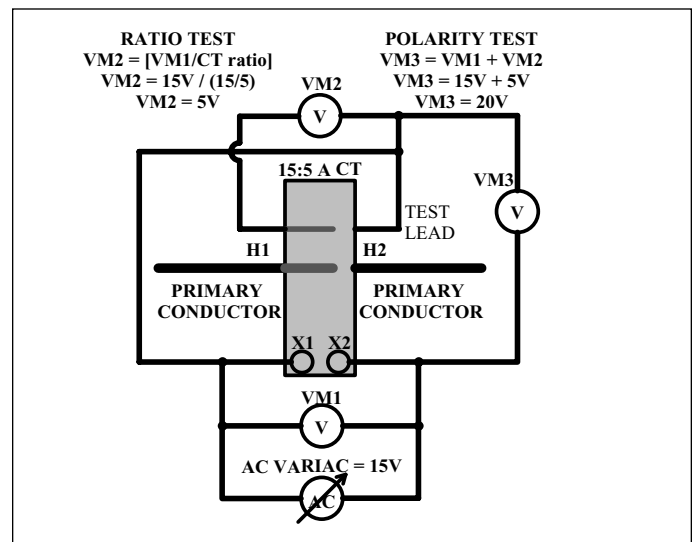 RATIO TEST
VM2 = [VM1/CT ratio]
VM2 = 15V / (15/5)
VM2 = 5V
POLARITY TEST
VM3 = VM1 + VM2
VM3 = 15V + 5V
VM3 = 20V
VM2
V
15:5 A CT
VM3
V
TEST
LEAD
H1
H2
PRIMARY
CONDUCTOR
PRIMARY
CONDUCTOR
X1
X2
VM1
V
AC VARIAC = 15V
AC